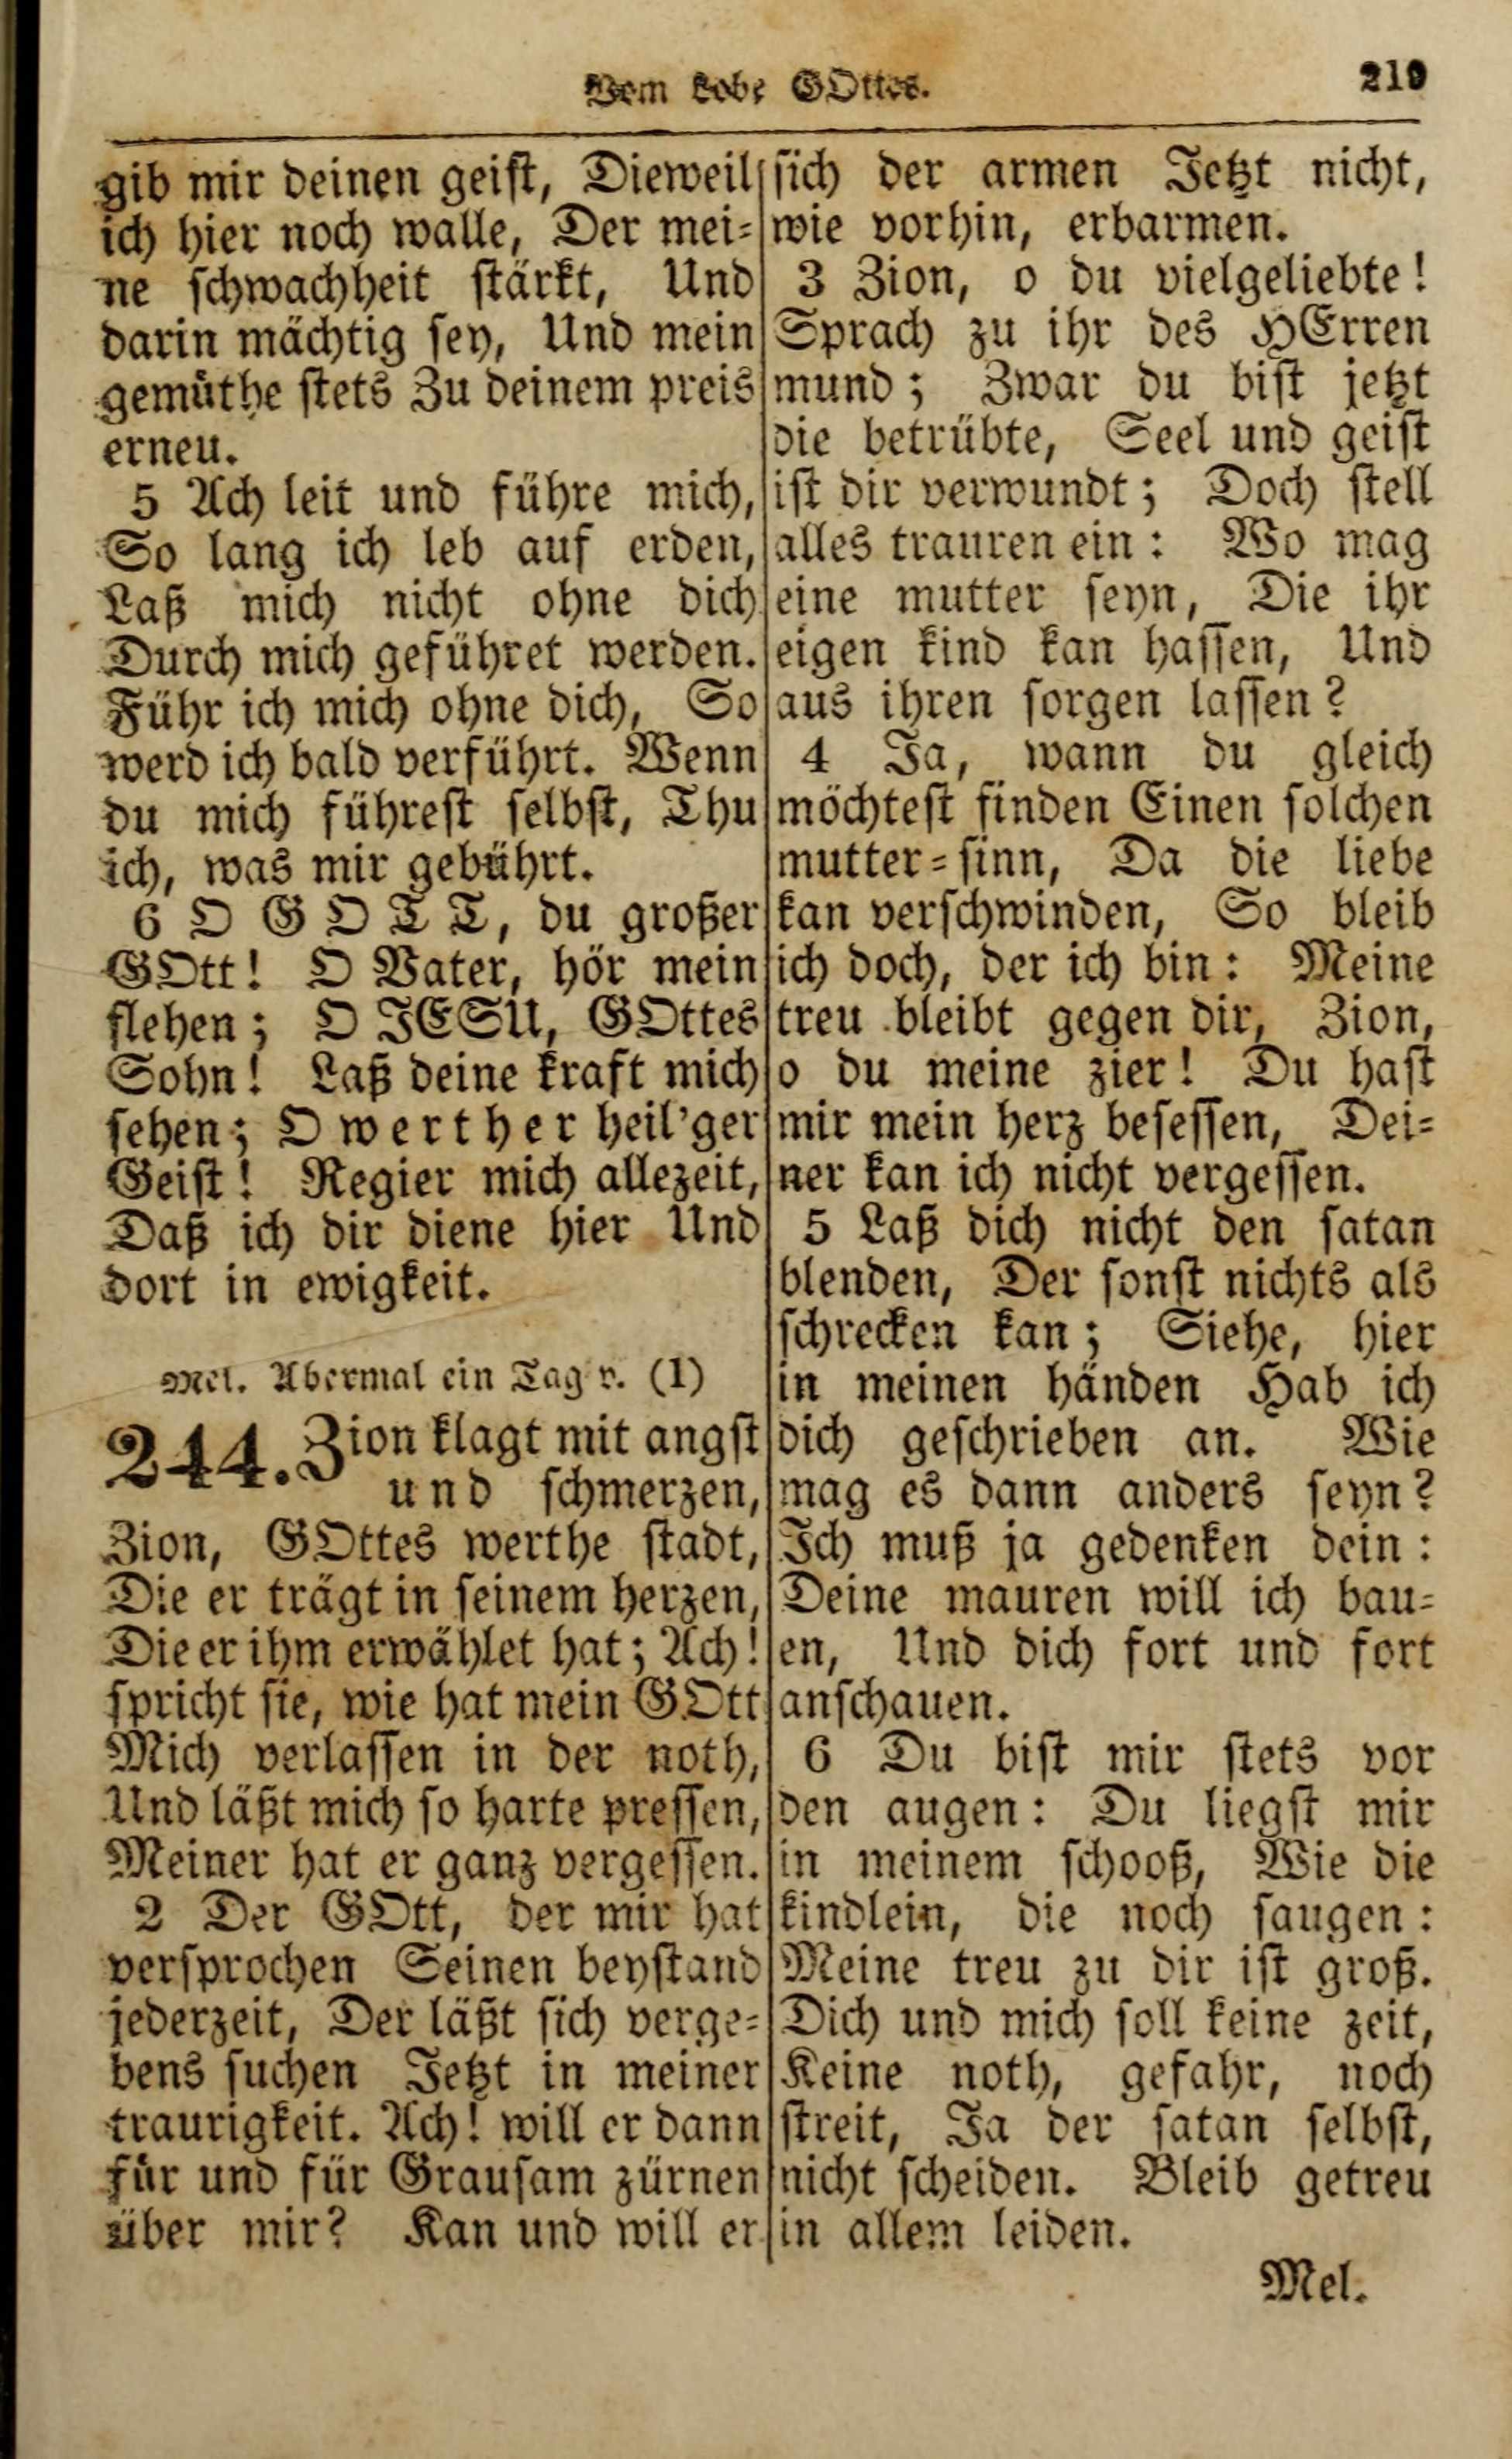 Vom Lobe GOttes.
219
gib mir deinen geist, Dieweil
ich hier noch walle, Der mei=
ne schwachheit stärkt, Und
darin mächtig sey, Und mein
gemüthe stets Zu deinem preis
erneu.
5 Ach leit und führe mich,
So lang ich leb auf erden,
Laß mich nicht ohne dich
Durch mich geführet werden.
Führ ich mich ohne dich, So
werd ich bald verführt. Wenn
du mich führest selbst, Thu
ich, was mir gebührt.
6 O GOTT, du großer
GOtt! O Vater, hör mein
flehen; O JESU, GOttes
Sohn! Laß deine kraft mich
sehen; O werther heil'ger
Geist! Regier mich allezeit,
Daß ich dir diene hier Und
dort in ewigkeit.
Mel. Abermal ein Tag ꝛc. (1)
244. Zion klagt mit angst
und schmerzen,
Zion, GOttes werthe stadt,
Die er trägt in seinem herzen,
Die er ihm erwählet hat; Ach!
spricht sie, wie hat mein GOtt
Mich verlassen in der noth,
Und läßt mich so harte pressen,
Meiner hat er ganz vergessen.
2 Der GOtt, der mir hat
versprochen Seinen beystand
jederzeit, Der läßt sich verge=
bens suchen Jetzt in meiner
traurigkeit. Ach! will er dann
für und für Grausam zürnen
über mir? Kan und will er
sich der armen Jetzt nicht,
wie vorhin, erbarmen.
3 Zion, o du vielgeliebte!
Sprach zu ihr des HErren
mund; Zwar du bist jetzt
die betrübte, Seel und geist
ist dir verwundt; Doch stell
alles trauren ein: Wo mag
eine mutter seyn, Die ihr
eigen kind kan hassen, Und
aus ihren sorgen lassen?
4 Ja, wann du gleich
möchtest finden Einen solchen
mutter=sinn, Da die liebe
kan verschwinden, So bleib
ich doch, der ich bin: Meine
treu bleibt gegen dir, Zion,
o du meine zier! Du hast
mir mein herz besessen, Dei=
ner kan ich nicht vergessen.
5 Laß dich nicht den satan
blenden, Der sonst nichts als
schrecken kan; Siehe, hier
in meinen händen Hab ich
dich geschrieben an. Wie
mag es dann anders seyn?
Ich muß ja gedenken dein:
Deine mauren will ich bau=
en, Und dich fort und fort
anschauen.
6 Du bist mir stets vor
den augen: Du liegst mir
in meinem schooß, Wie die
kindlein, die noch saugen:
Meine treu zu dir ist groß.
Dich und mich soll keine zeit,
Keine noth, gefahr, noch
streit, Ja der satan selbst,
nicht scheiden. Bleib getreu
in allem leiden.
Mel.